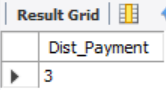 Result Grid
Dist_Payment
3